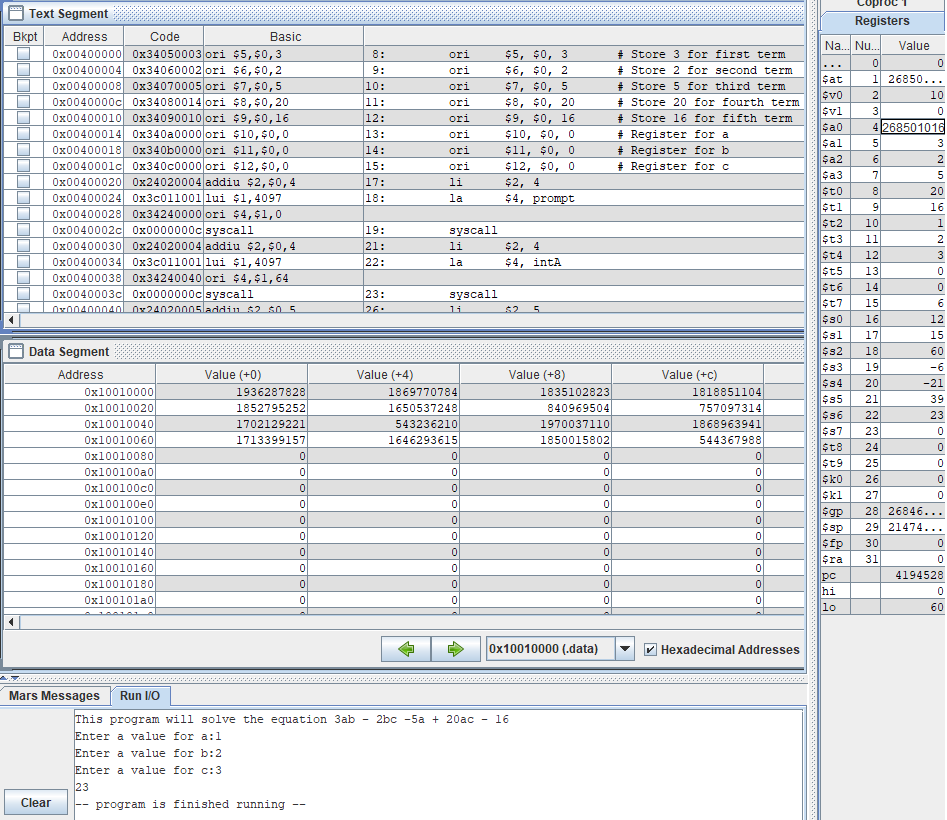 Text Segment
Bkpt Address Code Basic
0x00400000 0x34050003 ori $5,$0,3 8: ori $5, $0, 3 # Store 3 for first term
0x00400004 0x34060002 ori $6,$0,2 9: ori $6, $0, 2 # Store 2 for second term
0x00400008 0x34070005 ori $7,$0,5 10: ori $7, $0, 5 # Store 5 for third term
0x0040000c 0x34080014 ori $8,$0,20 11: ori $8, $0, 20 # Store 20 for fourth term
0x00400010 0x34090010 ori $9,$0,16 12: ori $9, $0, 16 # Store 16 for fifth term
0x00400014 0x340a0000 ori $10,$0,0 13: ori $10, $0, 0 # Register for a
0x00400018 0x340b0000 ori $11,$0,0 14: ori $11, $0, 0 # Register for b
0x0040001c 0x340c0000 ori $12,$0,0 15: ori $12, $0, 0 # Register for c
0x00400020 0x24020004 addiu $2,$0,4 17: li $2, 4
0x00400024 0x3c011001 lui $1,4097 18: la $4, prompt
0x00400028 0x34240000 ori $4,$1,0
0x0040002c 0x0000000c syscall 19: syscall
0x00400030 0x24020004 addiu $2,$0,4 21: li $2, 4
0x00400034 0x3c011001 lui $1,4097 22: la $4, intA
0x00400038 0x34240040 ori $4,$1,64
0x0040003c 0x0000000c syscall 23: syscall
0x00400040 0x24020005 addiu $2,$0,5 26: li $2, 5
Data Segment
Address Value (+0) Value (+4) Value (+8) Value (+c)
0x10010000 1936287828 1869770784 1835102823 1818851104
0x10010020 1852795252 1650537248 840969504 757097314
0x10010040 1702129221 543236210 1970037110 1868963941
0x10010060 1713399157 1646293615 1850015802 544367988
0x10010080 0 0 0 0
0x100100a0 0 0 0 0
0x100100c0 0 0 0 0
0x100100e0 0 0 0 0
0x10010100 0 0 0 0
0x10010120 0 0 0 0
0x10010140 0 0 0 0
0x10010160 0 0 0 0
0x10010180 0 0 0 0
0x100101a0 0 0 0 0
0x10010000 (.data) Hexadecimal Addresses
Mars Messages Run I/O
This program will solve the equation 3ab - 2bc -5a + 20ac - 16
Enter a value for a:1
Enter a value for b:2
Enter a value for c:3
23
-- program is finished running --
Clear
Coproc 1
Registers
Na... Nu... Value
... 0 0
$at 1 26850...
$v0 2 10
$v1 3 0
$a0 4 268501016
$a1 5 3
$a2 6 2
$a3 7 5
$t0 8 20
$t1 9 16
$t2 10 1
$t3 11 2
$t4 12 3
$t5 13 0
$t6 14 0
$t7 15 6
$s0 16 12
$s1 17 15
$s2 18 60
$s3 19 -6
$s4 20 -21
$s5 21 39
$s6 22 23
$s7 23 0
$t8 24 0
$t9 25 0
$k0 26 0
$k1 27 0
$gp 28 26846...
$sp 29 21474...
$fp 30 0
$ra 31 0
pc 4194528
hi 0
lo 60